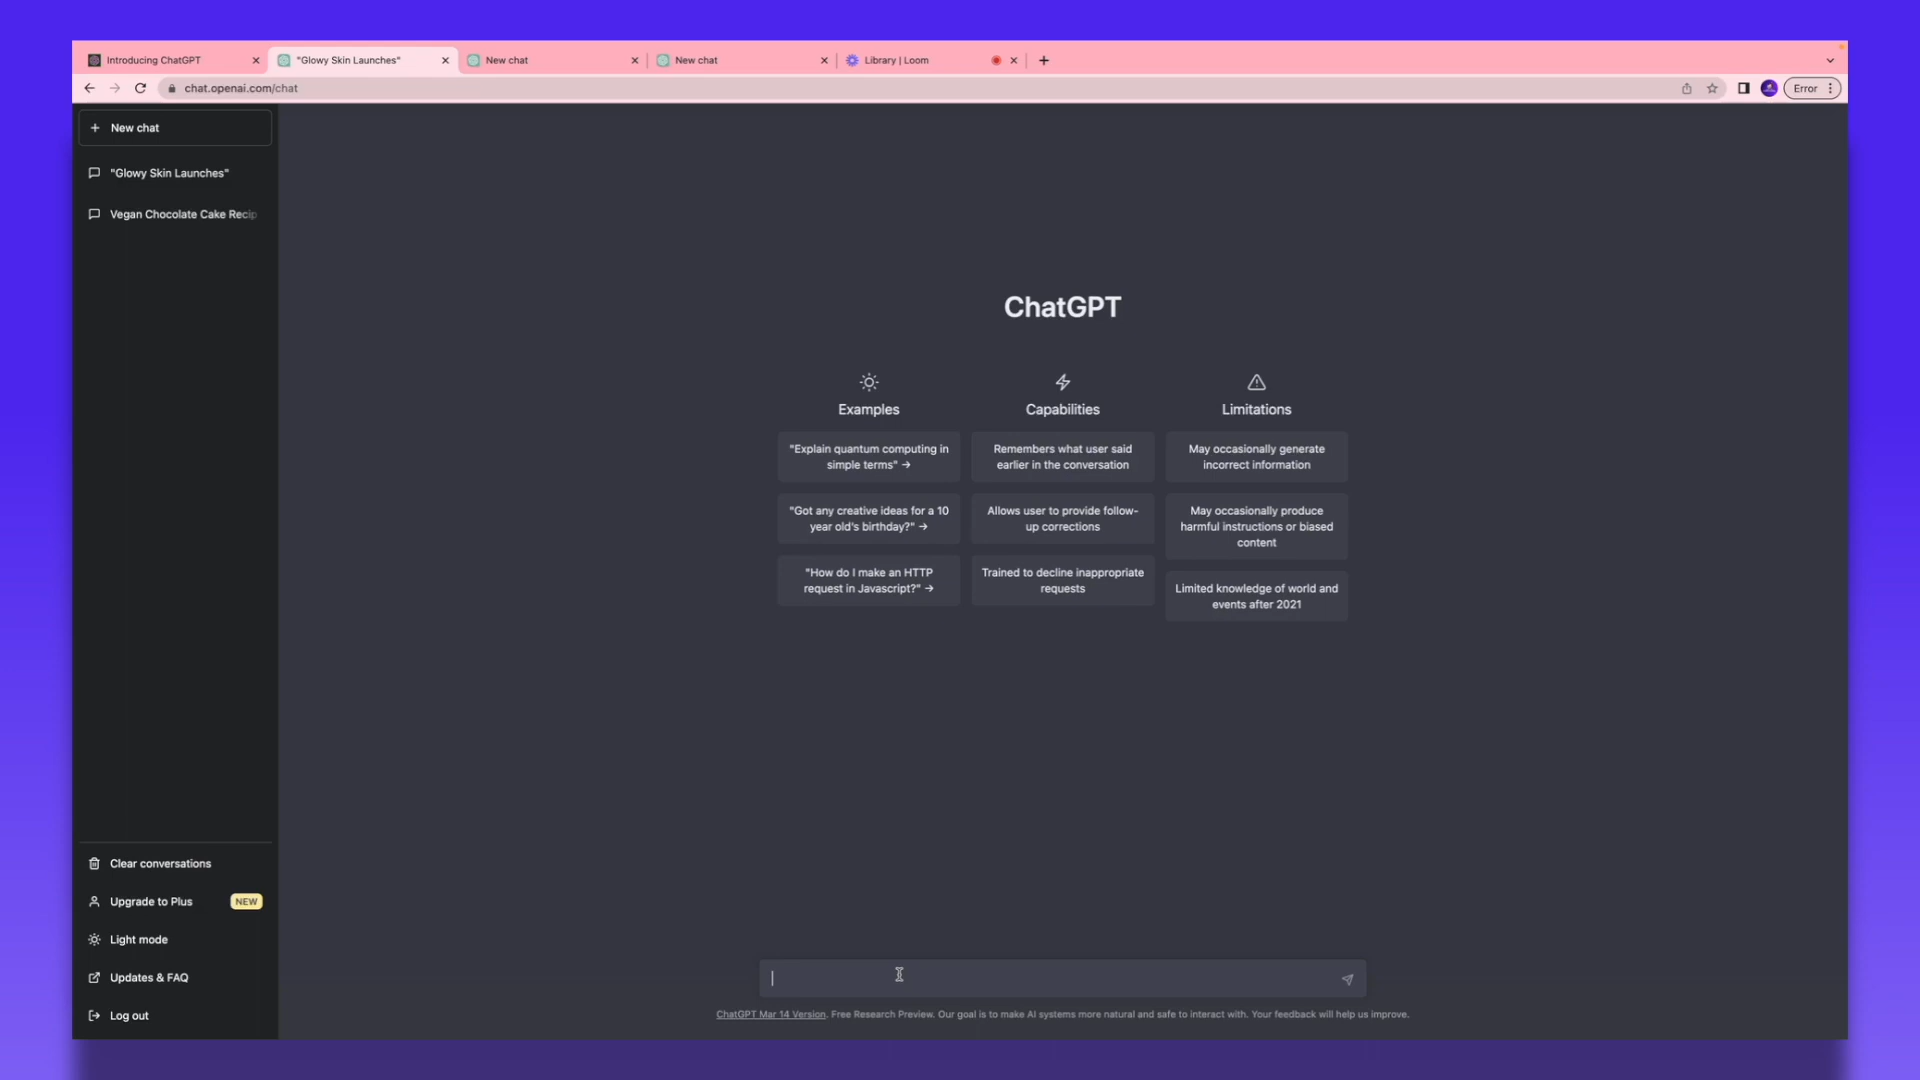 Introducing ChatGPT
"Glowy Skin Launches"
New chat
New chat
Library | Loom
chat.openai.com/chat
Error
New chat
"Glowy Skin Launches"
Vegan Chocolate Cake Recip
ChatGPT
Examples
Capabilities
Limitations
"Explain quantum computing in
simple terms" →
Remembers what user said
earlier in the conversation
May occasionally generate
incorrect information
"Got any creative ideas for a 10
year old's birthday?" →
Allows user to provide follow-
up corrections
May occasionally produce
harmful instructions or biased
content
"How do I make an HTTP
request in Javascript?" →
Trained to decline inappropriate
requests
Limited knowledge of world and
events after 2021
Clear conversations
Upgrade to Plus
NEW
Light mode
Updates & FAQ
Log out
ChatGPT Mar 14 Version. Free Research Preview. Our goal is to make AI systems more natural and safe to interact with. Your feedback will help us improve.